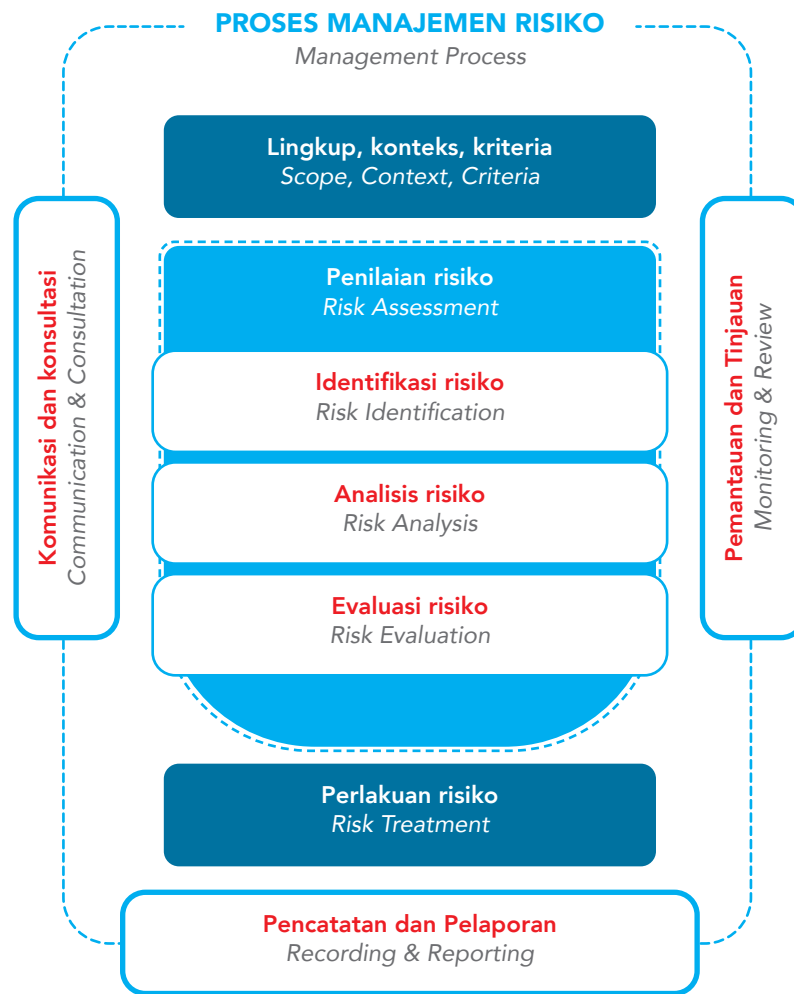 PROSES MANAJEMEN RISIKO
Management Process
Lingkup, konteks, kriteria
Scope, Context, Criteria
Komunikasi dan konsultasi
Communication & Consultation
Penilaian risiko
Risk Assessment
Identifikasi risiko
Risk Identification
Analisis risiko
Risk Analysis
Evaluasi risiko
Risk Evaluation
Pemantauan dan Tinjauan
Monitoring & Review
Perlakuan risiko
Risk Treatment
Pencatatan dan Pelaporan
Recording & Reporting